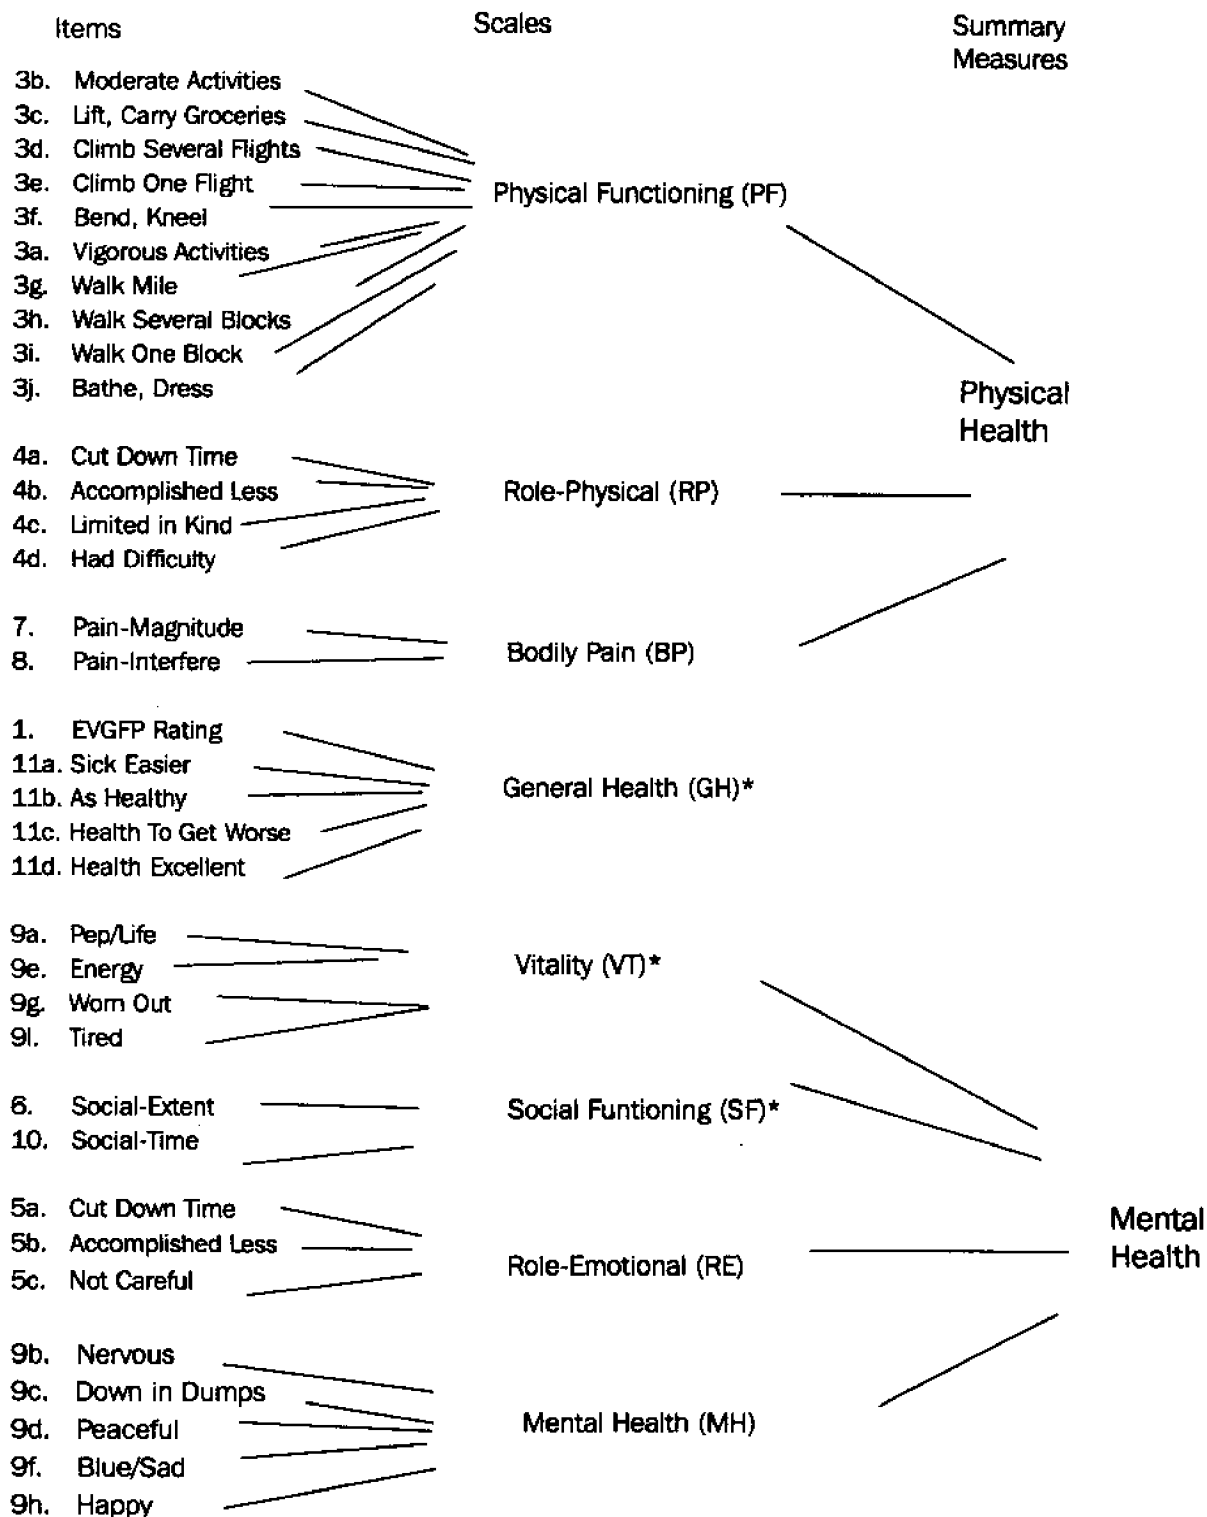 Items
Scales
Summary
Measures
3b. Moderate Activities
3c. Lift, Carry Groceries
3d. Climb Several Flights
3e. Climb One Flight
3f. Bend, Kneel
3a. Vigorous Activities
3g. Walk Mile
3h. Walk Several Blocks
3i. Walk One Block
3j. Bathe, Dress
Physical Functioning (PF)
Physical
Health
4a. Cut Down Time
4b. Accomplished Less
4c. Limited in Kind
4d. Had Difficulty
Role-Physical (RP)
7. Pain-Magnitude
8. Pain-Interfere
Bodily Pain (BP)
1. EVGFP Rating
11a. Sick Easier
11b. As Healthy
11c. Health To Get Worse
11d. Health Excellent
General Health (GH)*
9a. Pep/Life
9e. Energy
9g. Worn Out
9l. Tired
Vitality (VT)*
6. Social-Extent
10. Social-Time
Social Funtioning (SF)*
5a. Cut Down Time
5b. Accomplished Less
5c. Not Careful
Role-Emotional (RE)
Mental
Health
9b. Nervous
9c. Down in Dumps
9d. Peaceful
9f. Blue/Sad
9h. Happy
Mental Health (MH)